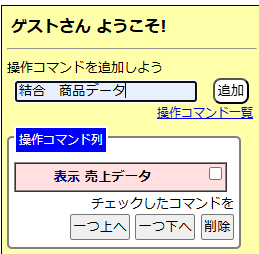 ゲストさん ようこそ!
操作コマンドを追加しよう
結合　商品データ 追加
操作コマンド一覧
操作コマンド列
表示 売上データ
チェックしたコマンドを
一つ上へ 一つ下へ 削除